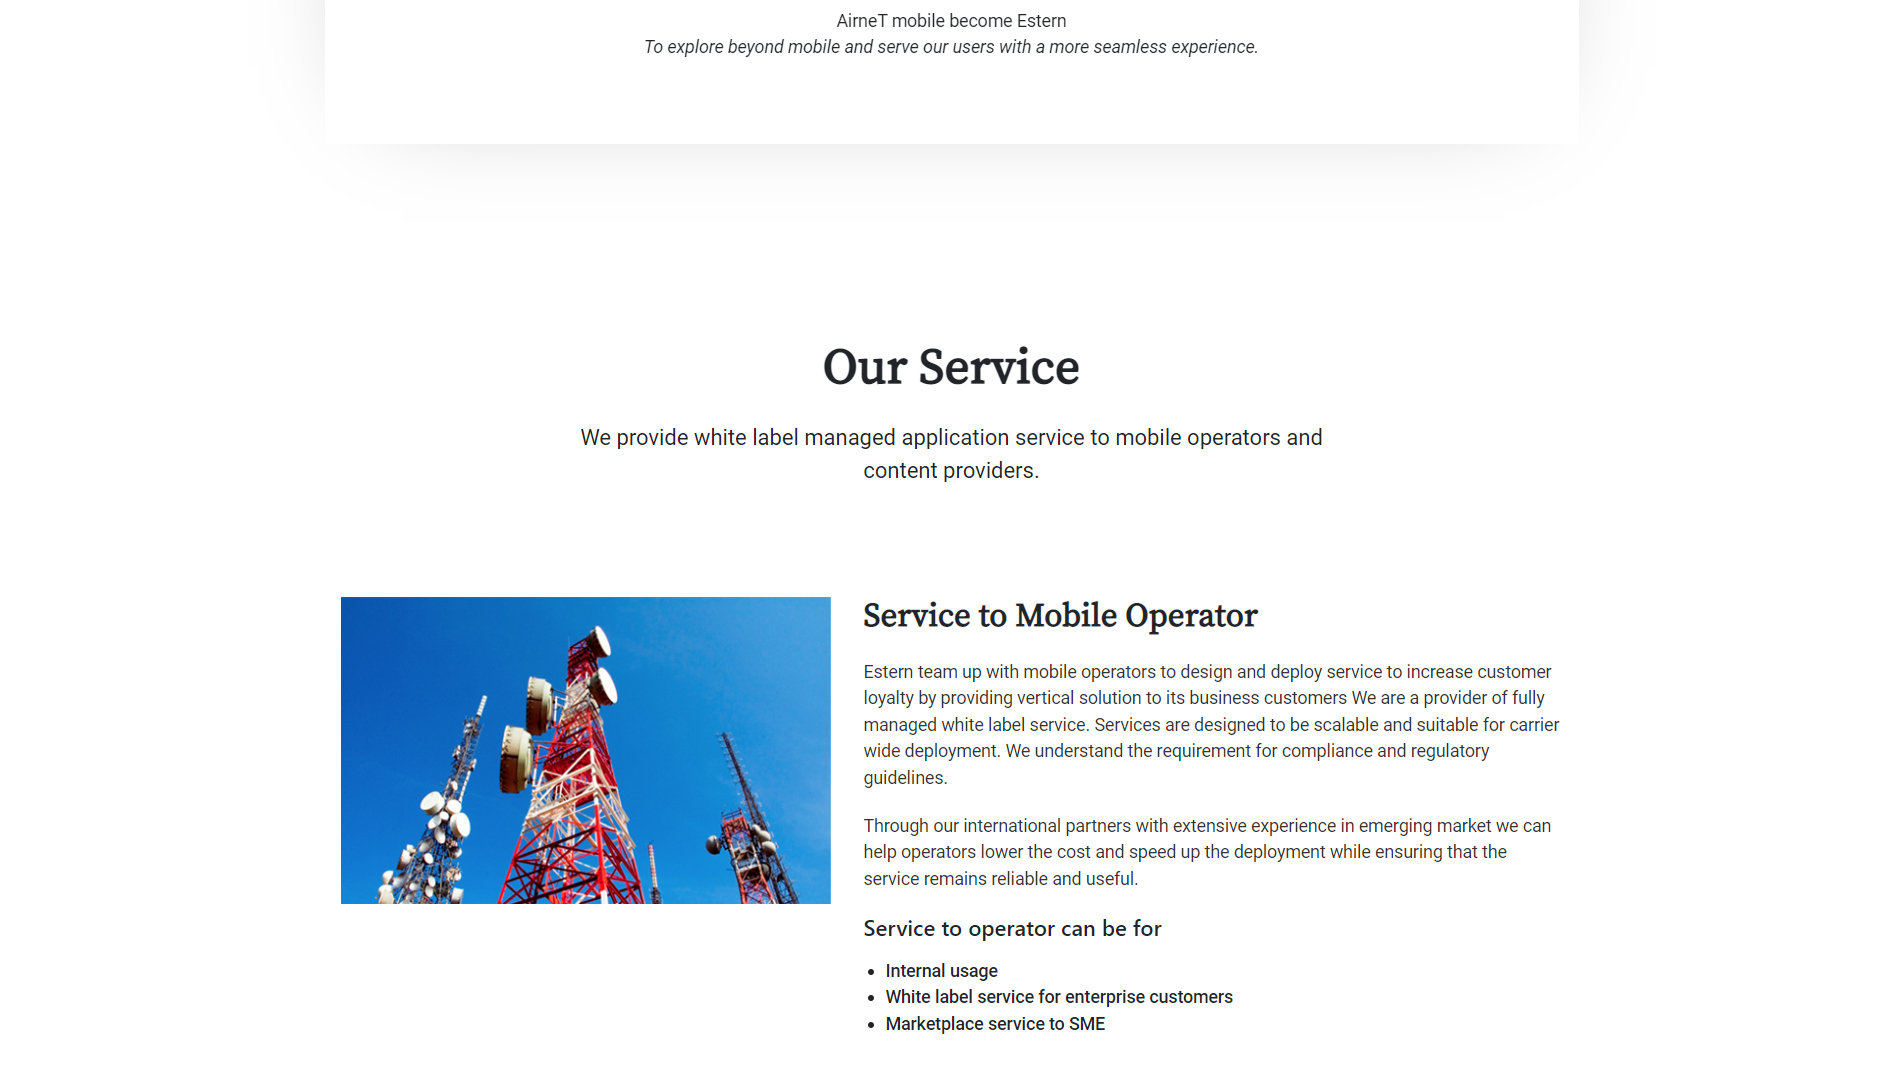 AirneT mobile become Estern
To explore beyond mobile and serve our users with a more seamless experience.
Our Service
We provide white label managed application service to mobile operators and
content providers.
Service to Mobile Operator
Estern team up with mobile operators to design and deploy service to increase customer
loyalty by providing vertical solution to its business customers We are a provider of fully
managed white label service. Services are designed to be scalable and suitable for carrier
wide deployment. We understand the requirement for compliance and regulatory
guidelines.
Through our international partners with extensive experience in emerging market we can
help operators lower the cost and speed up the deployment while ensuring that the
service remains reliable and useful.
Service to operator can be for
• Internal usage
• White label service for enterprise customers
• Marketplace service to SME